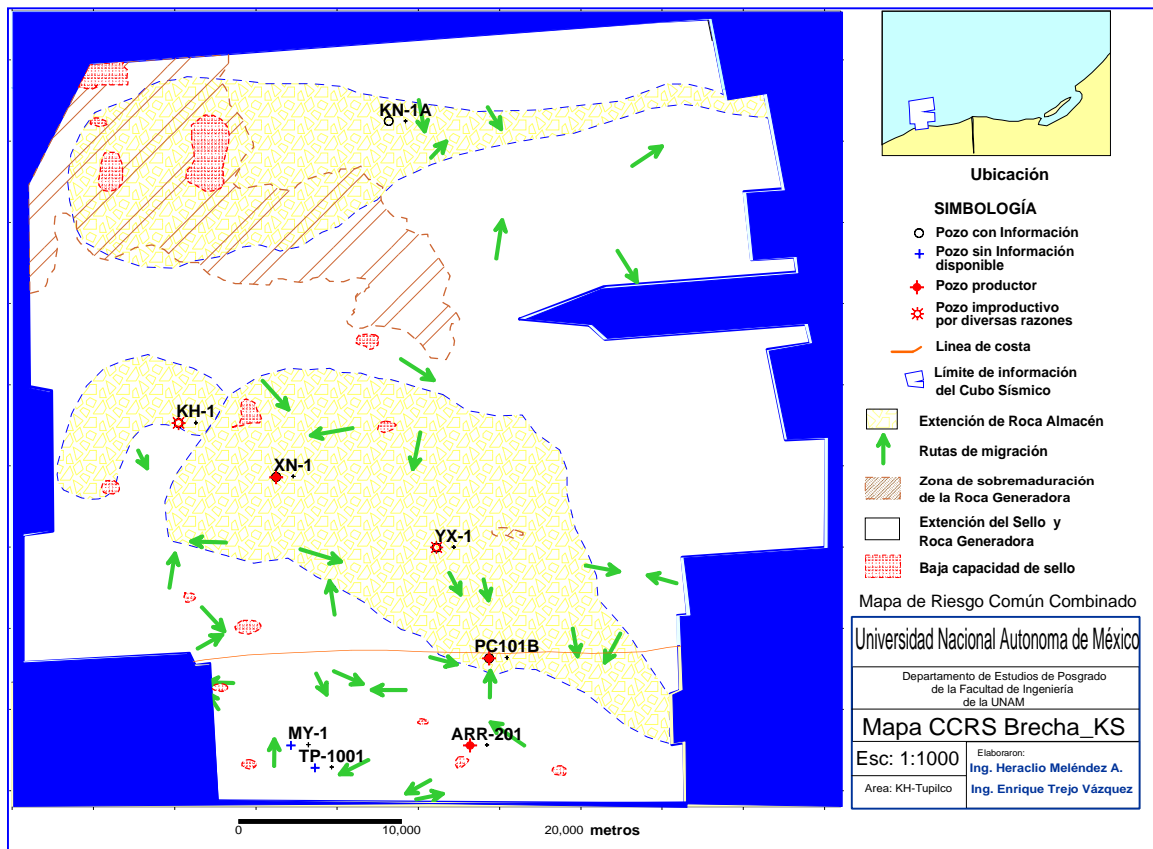 KN-1A
KH-1
XN-1
YX-1
PC101B
MY-1
TP-1001
ARR-201
0
10,000
20,000
metros
Ubicación
SIMBOLOGÍA
Pozo con Información
Pozo sin Información
disponible
Pozo productor
Pozo improductivo
por diversas razones
Linea de costa
Límite de información
del Cubo Sísmico
Extención de Roca Almacén
Rutas de migración
Zona de sobremaduración
de la Roca Generadora
Extención del Sello y
Roca Generadora
Baja capacidad de sello
Mapa de Riesgo Común Combinado
Universidad Nacional Autonoma de México
Departamento de Estudios de Posgrado
de la Facultad de Ingeniería
de la UNAM
Mapa CCRS Brecha_KS
Esc: 1:1000
Area: KH-Tupilco
Elaboraron:
Ing. Heraclio Meléndez A.
Ing. Enrique Trejo Vázquez